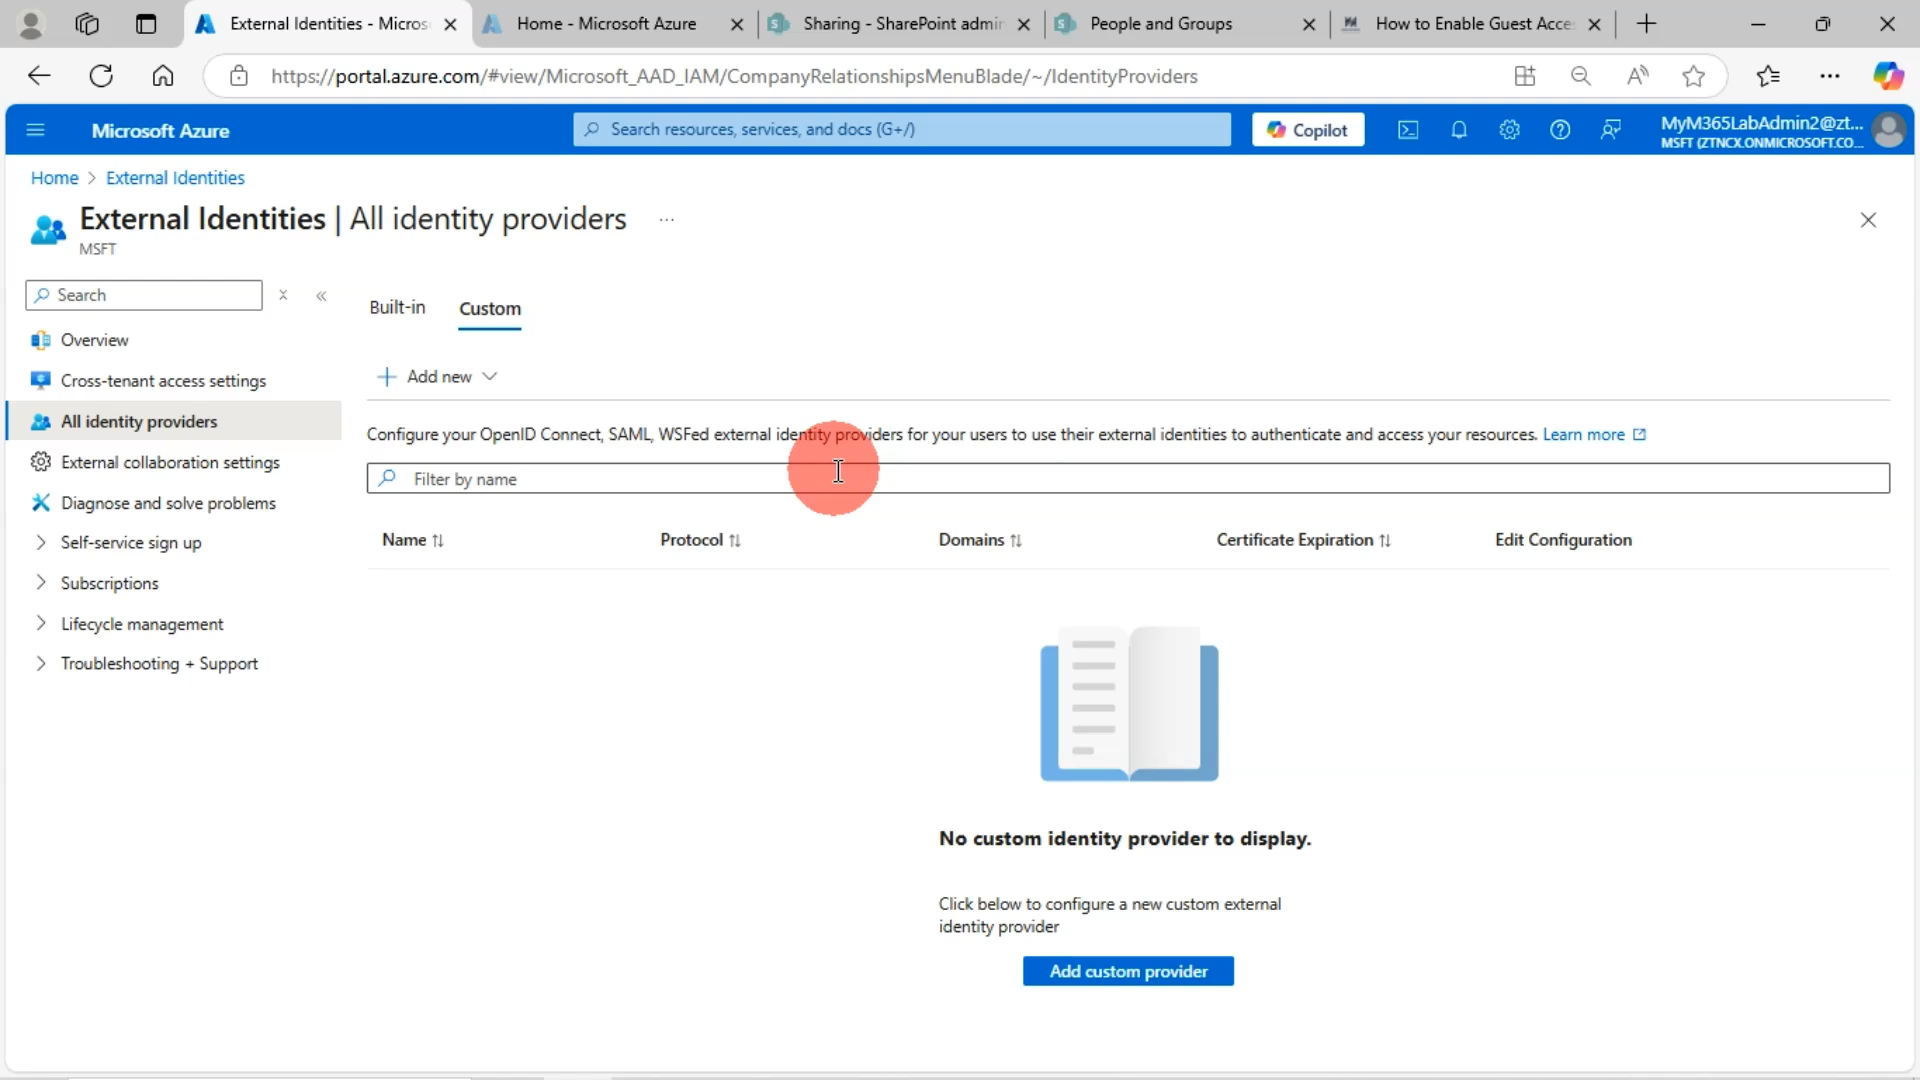 External Identities - Micros
Home - Microsoft Azure
Sharing - SharePoint admin
People and Groups
How to Enable Guest Acce
https://portal.azure.com/#view/Microsoft_AAD_IAM/CompanyRelationshipsMenuBlade/~/IdentityProviders
Microsoft Azure
Search resources, services, and docs (G+/)
Copilot
MyM365LabAdmin2@zt...
MSFT (ZTNCX.ONMICROSOFT.CO...
Home > External Identities
External Identities | All identity providers ...
MSFT
Search
Overview
Cross-tenant access settings
All identity providers
External collaboration settings
Diagnose and solve problems
Self-service sign up
Subscriptions
Lifecycle management
Troubleshooting + Support
Built-in
Custom
Add new
Configure your OpenID Connect, SAML, WSFed external identity providers for your users to use their external identities to authenticate and access your resources. Learn more
Filter by name
Name
Protocol
Domains
Certificate Expiration
Edit Configuration
No custom identity provider to display.
Click below to configure a new custom external
identity provider
Add custom provider